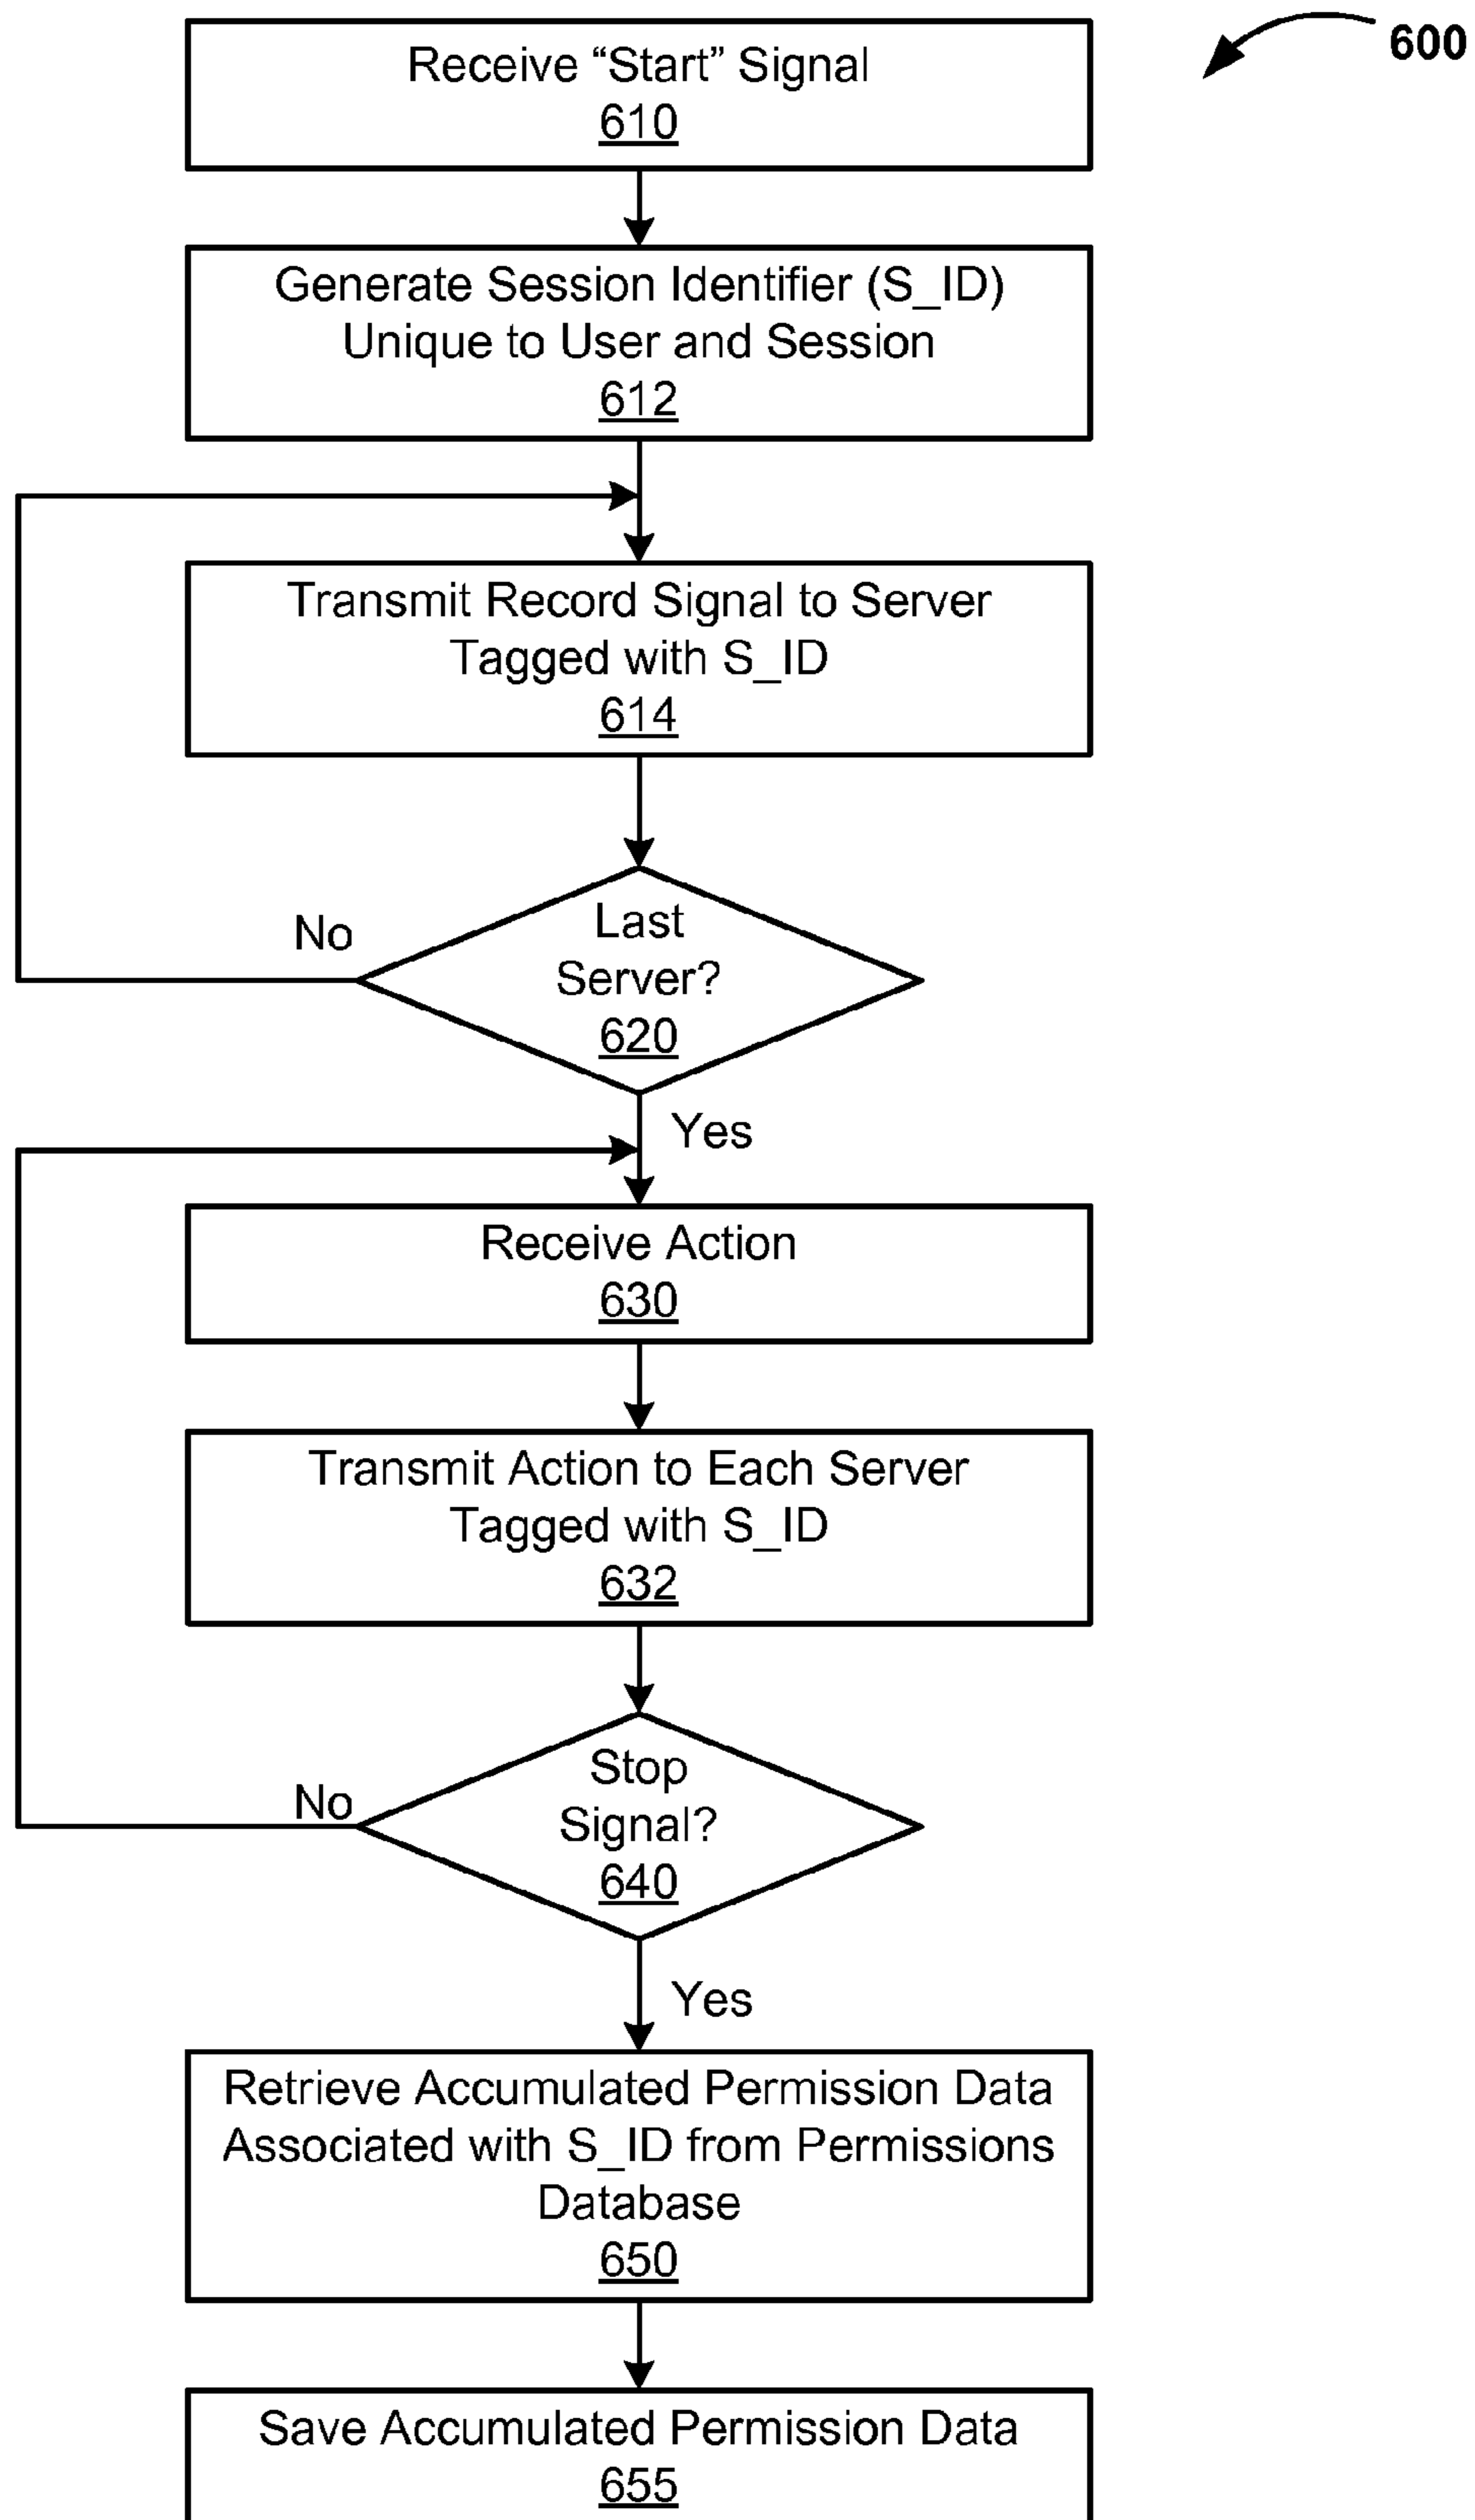 600
Receive “Start” Signal
610
Generate Session Identifier (S_ID)
Unique to User and Session
612
Transmit Record Signal to Server
Tagged with S_ID
614
Last
Server?
620
No
Yes
Receive Action
630
Transmit Action to Each Server
Tagged with S_ID
632
Stop
Signal?
640
No
Yes
Retrieve Accumulated Permission Data
Associated with S_ID from Permissions
Database
650
Save Accumulated Permission Data
655